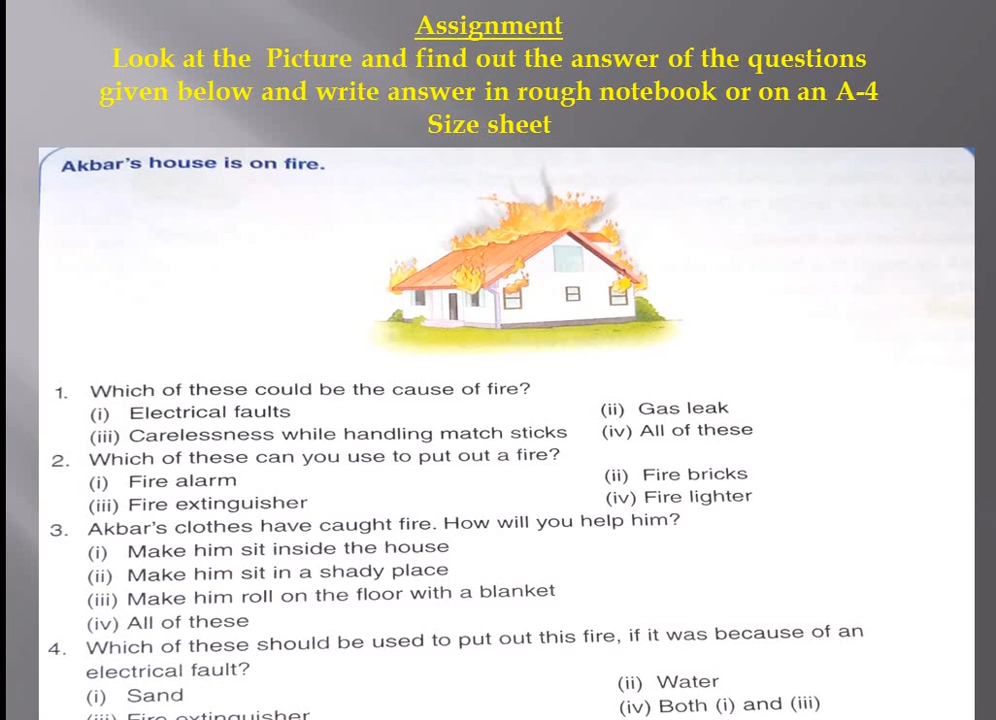 Assignment
Look at the Picture and find out the answer of the questions
given below and write answer in rough notebook or on an A-4
Size sheet
Akbar's house is on fire.
1. Which of these could be the cause of fire?
(i) Electrical faults (ii) Gas leak
(iii) Carelessness while handling match sticks (iv) All of these
2. Which of these can you use to put out a fire?
(i) Fire alarm (ii) Fire bricks
(iii) Fire extinguisher (iv) Fire lighter
3. Akbar's clothes have caught fire. How will you help him?
(i) Make him sit inside the house
(ii) Make him sit in a shady place
(iii) Make him roll on the floor with a blanket
(iv) All of these
4. Which of these should be used to put out this fire, if it was because of an
electrical fault?
(i) Sand (ii) Water
(iii) Fire extinguisher (iv) Both (i) and (iii)